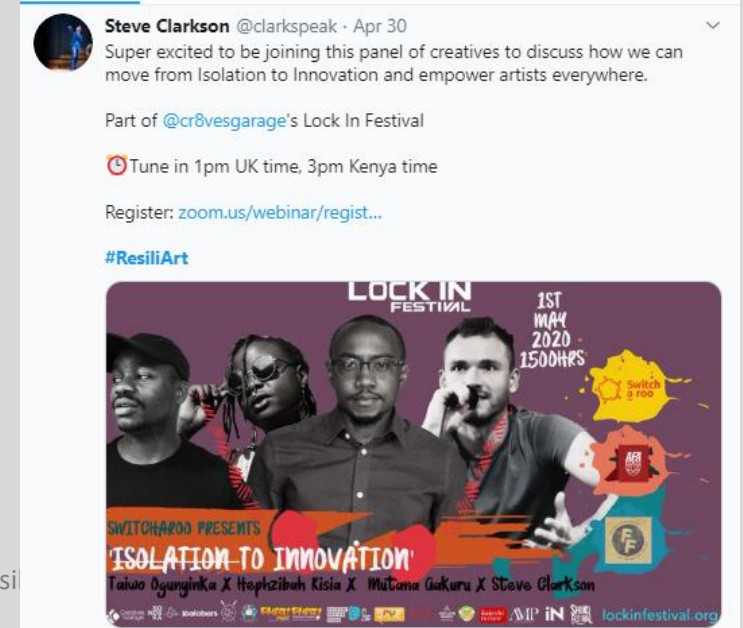 Steve Clarkson @clarkspeak · Apr 30
Super excited to be joining this panel of creatives to discuss how we can
move from Isolation to Innovation and empower artists everywhere.
Part of @cr8vesgarage's Lock In Festival
⏰Tune in 1pm UK time, 3pm Kenya time
Register: zoom.us/webinar/regist...
#ResiliArt
LOCK IN
FESTIVAL
1ST
MAY
2020
1500HRS
Switch
a roo
FF
SWITCHAROO PRESENTS
'ISOLATION TO INNOVATION'
Taiwo Ogunyinka X Hephzibah Kisia X Mutana Gakuru X Steve Clarkson
lockinfestival.org